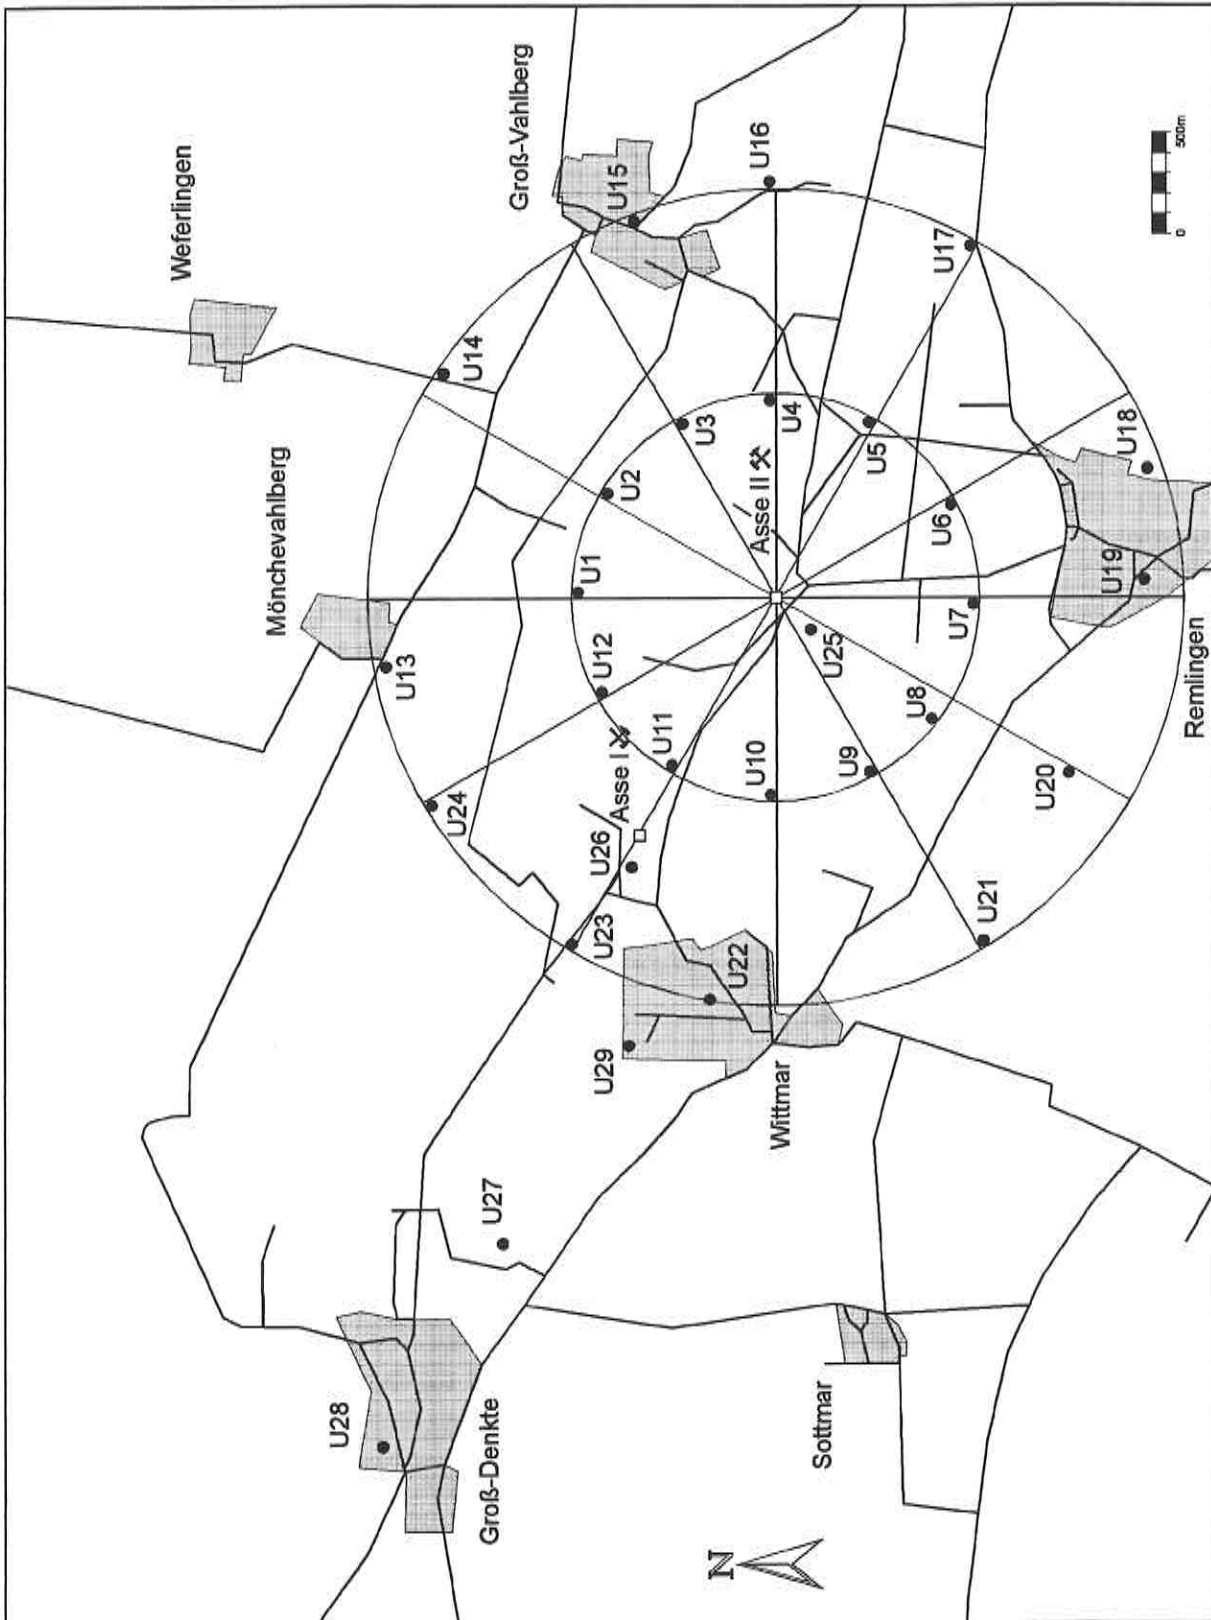 Weferlingen
Groß-Vahlberg
U15
U16
Mönchevahlberg
U14
U17
0
500m
U13
U1
U2
U3
U4
U5
U18
Asse II
U6
U19
U12
U24
U11
Asse I
U10
U25
U7
U8
U9
Remlingen
U20
U26
U23
U21
U22
U29
Wittmar
U27
U28
Groß-Denkte
Sottmar
N